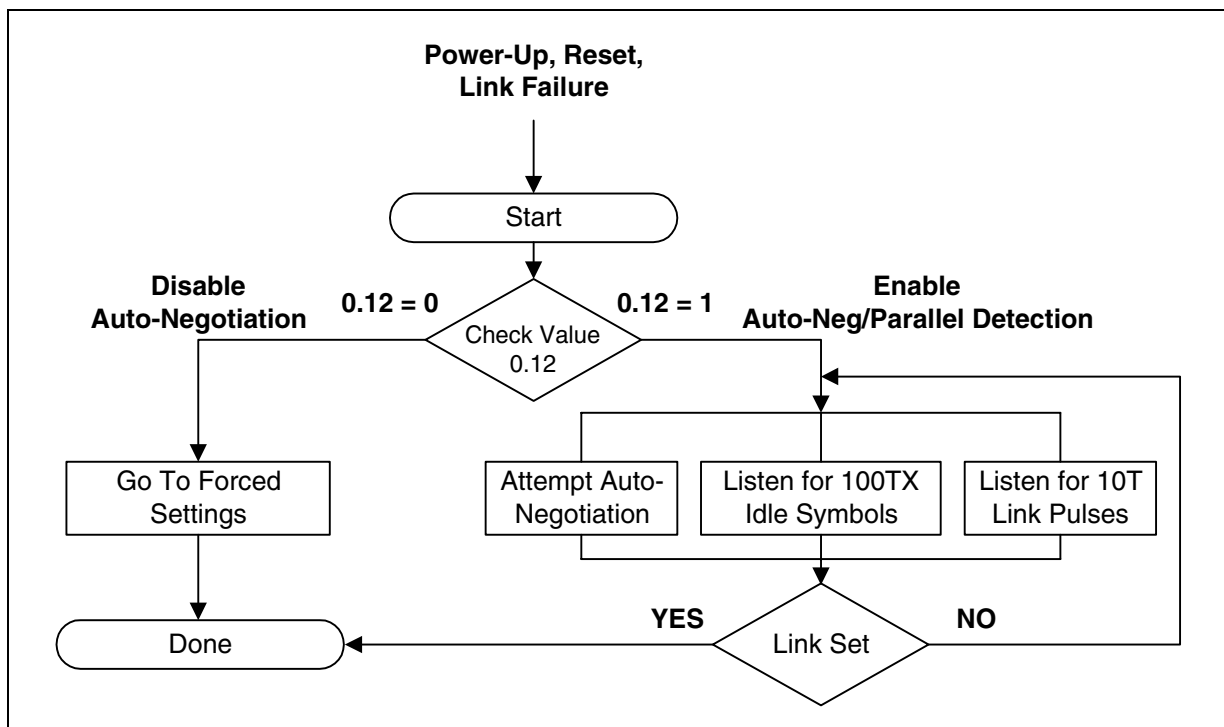 Power-Up, Reset,
Link Failure
Start
Disable
Auto-Negotiation
0.12 = 0
0.12 = 1
Enable
Auto-Neg/Parallel Detection
Check Value
0.12
Go To Forced
Settings
Attempt Auto-
Negotiation
Listen for 100TX
Idle Symbols
Listen for 10T
Link Pulses
Done
YES
Link Set
NO